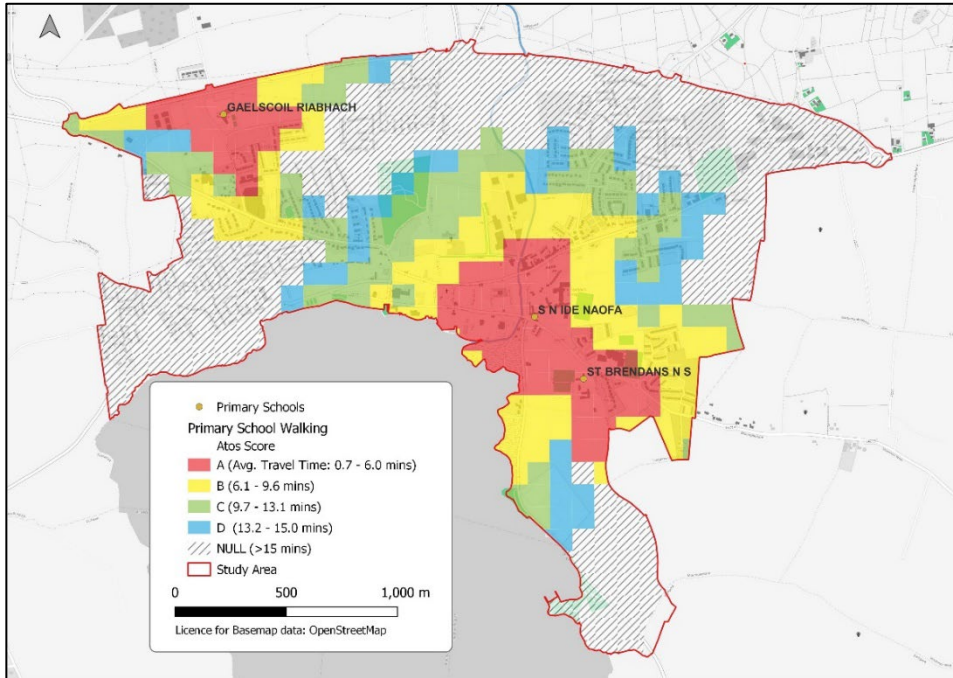 GAELSCOIL RIABHACH
S N IDE NAOFA
ST BRENDANS N S
Primary Schools
Primary School Walking
Atos Score
A (Avg. Travel Time: 0.7 - 6.0 mins)
B (6.1 - 9.6 mins)
C (9.7 - 13.1 mins)
D (13.2 - 15.0 mins)
NULL (>15 mins)
Study Area
0 500 1,000 m
Licence for Basemap data: OpenStreetMap